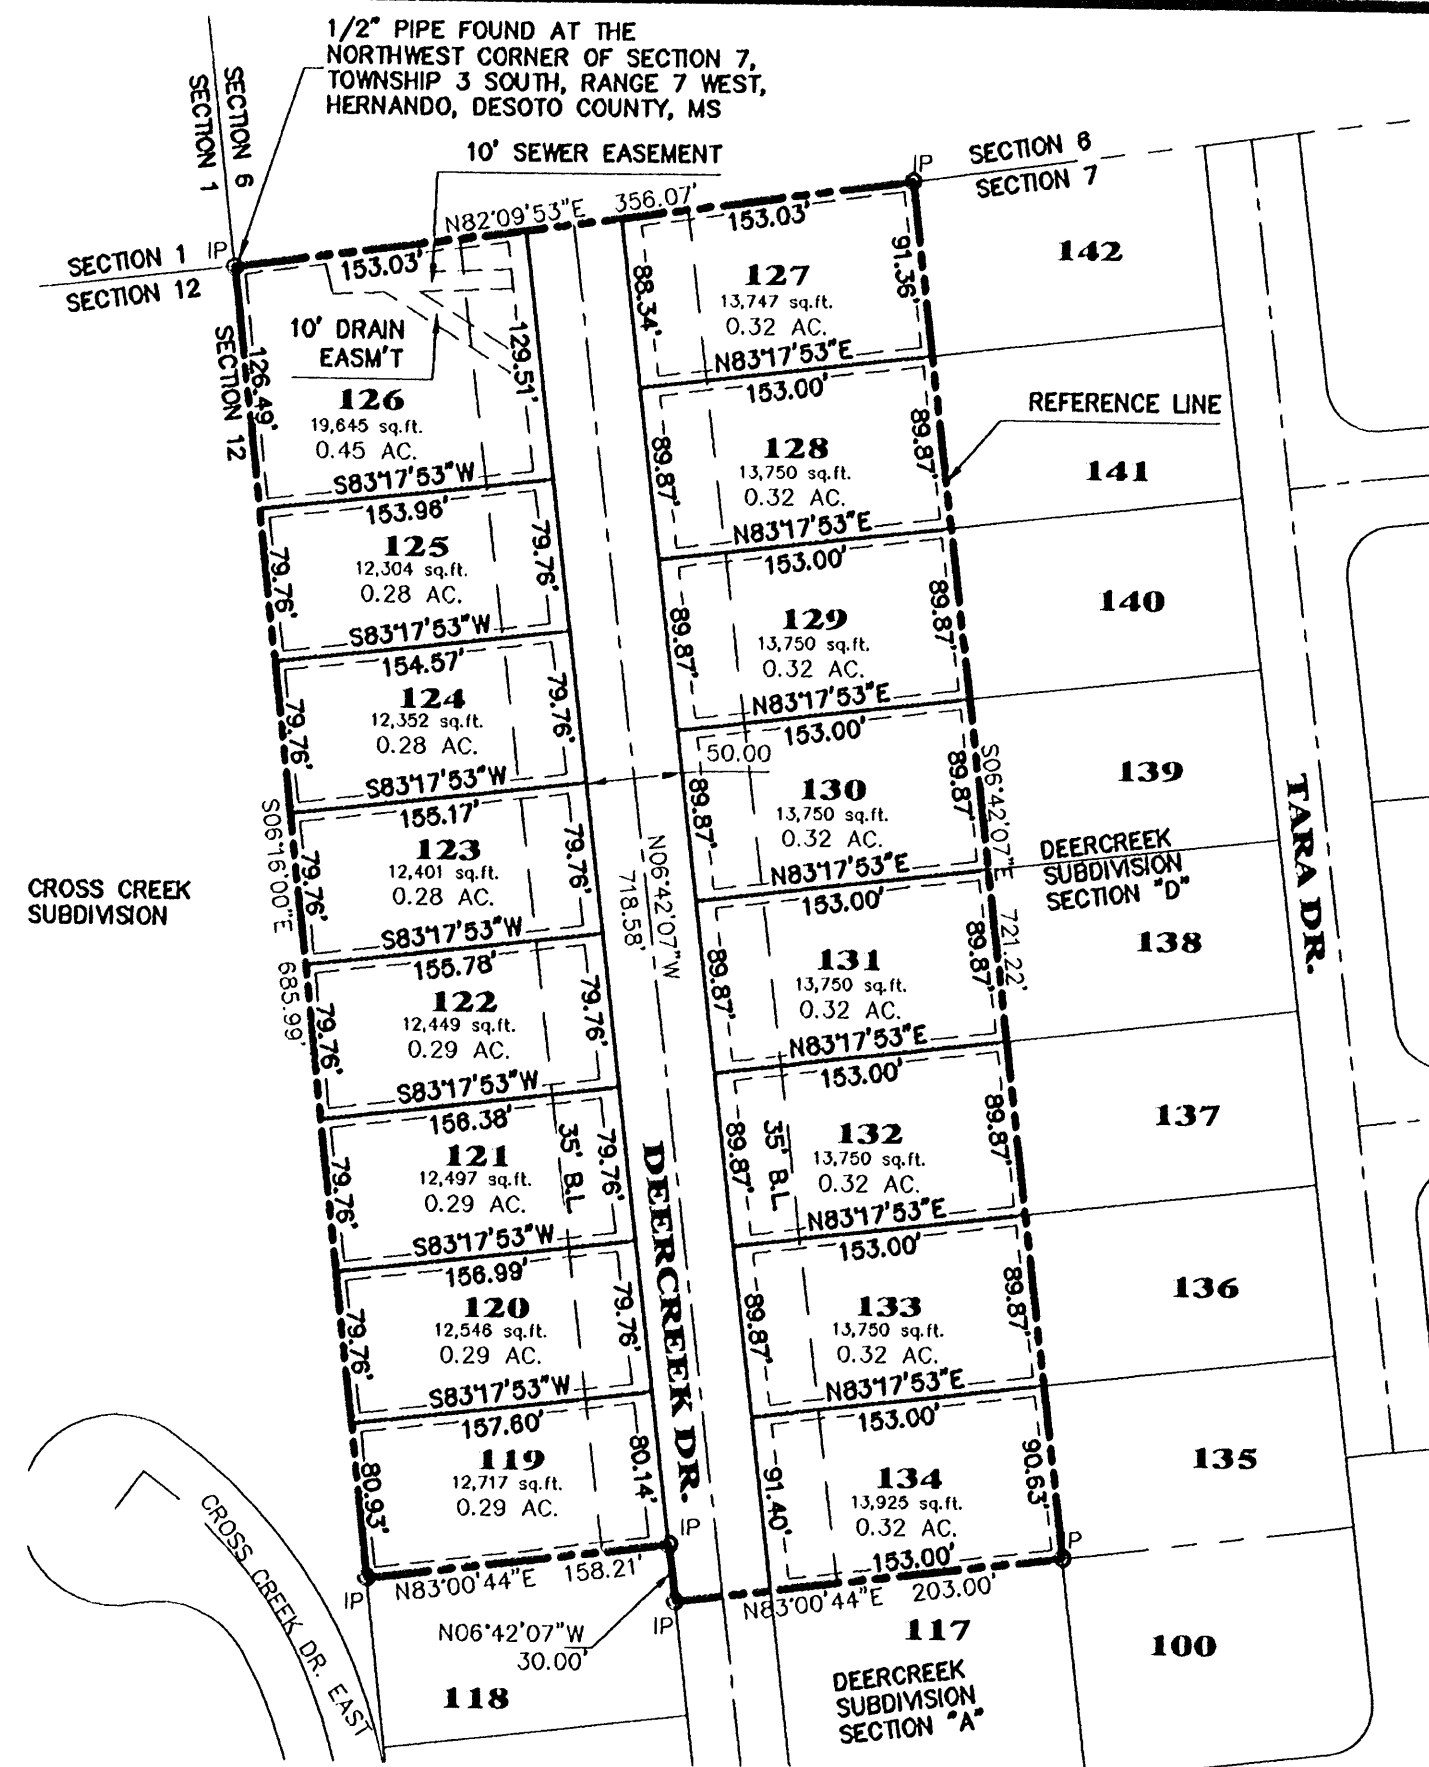 1/2" PIPE FOUND AT THE
NORTHWEST CORNER OF SECTION 7,
TOWNSHIP 3 SOUTH, RANGE 7 WEST,
HERNANDO, DESOTO COUNTY, MS
SECTION 6
SECTION 1
10' SEWER EASEMENT
IP
SECTION 6
SECTION 7
N82°09'53"E 356.07'
SECTION 1
SECTION 12
IP
SECTION 12
153.03'
10' DRAIN
EASM'T
126.49'
129.51'
126
19,645 sq.ft.
0.45 AC.
S83°17'53"W
153.96'
79.76'
79.76'
125
12,304 sq.ft.
0.28 AC.
S83°17'53"W
154.57'
79.76'
79.76'
124
12,352 sq.ft.
0.28 AC.
S83°17'53"W
155.17'
79.76'
79.76'
123
12,401 sq.ft.
0.28 AC.
S83°17'53"W
155.78'
79.76'
79.76'
122
12,449 sq.ft.
0.29 AC.
S83°17'53"W
156.38'
79.76'
79.76'
121
12,497 sq.ft.
0.29 AC.
35' B.L
S83°17'53"W
156.99'
79.76'
79.76'
120
12,546 sq.ft.
0.29 AC.
S83°17'53"W
157.60'
80.93'
80.14'
119
12,717 sq.ft.
0.29 AC.
IP
IP
N83°00'44"E 158.21'
S06°16'00"E 685.99'
CROSS CREEK
SUBDIVISION
CROSS CREEK DR. EAST
N06°42'07"W
30.00'
IP
118
50.00
N06°42'07"W
718.58'
DEERCREEK DR.
153.03'
88.34'
91.36'
127
13,747 sq.ft.
0.32 AC.
N83°17'53"E
153.00'
89.87'
89.87'
128
13,750 sq.ft.
0.32 AC.
N83°17'53"E
153.00'
89.87'
89.87'
129
13,750 sq.ft.
0.32 AC.
N83°17'53"E
153.00'
89.87'
89.87'
130
13,750 sq.ft.
0.32 AC.
N83°17'53"E
153.00'
89.87'
89.87'
131
13,750 sq.ft.
0.32 AC.
N83°17'53"E
153.00'
89.87'
89.87'
35' B.L
132
13,750 sq.ft.
0.32 AC.
N83°17'53"E
153.00'
89.87'
89.87'
133
13,750 sq.ft.
0.32 AC.
N83°17'53"E
153.00'
91.40'
90.63'
134
13,925 sq.ft.
0.32 AC.
153.00'
IP
N83°00'44"E 203.00'
117
DEERCREEK
SUBDIVISION
SECTION "A"
S06°42'07"E 721.22'
REFERENCE LINE
142
141
140
139
DEERCREEK
SUBDIVISION
SECTION "D"
138
137
136
135
100
TARA DR.